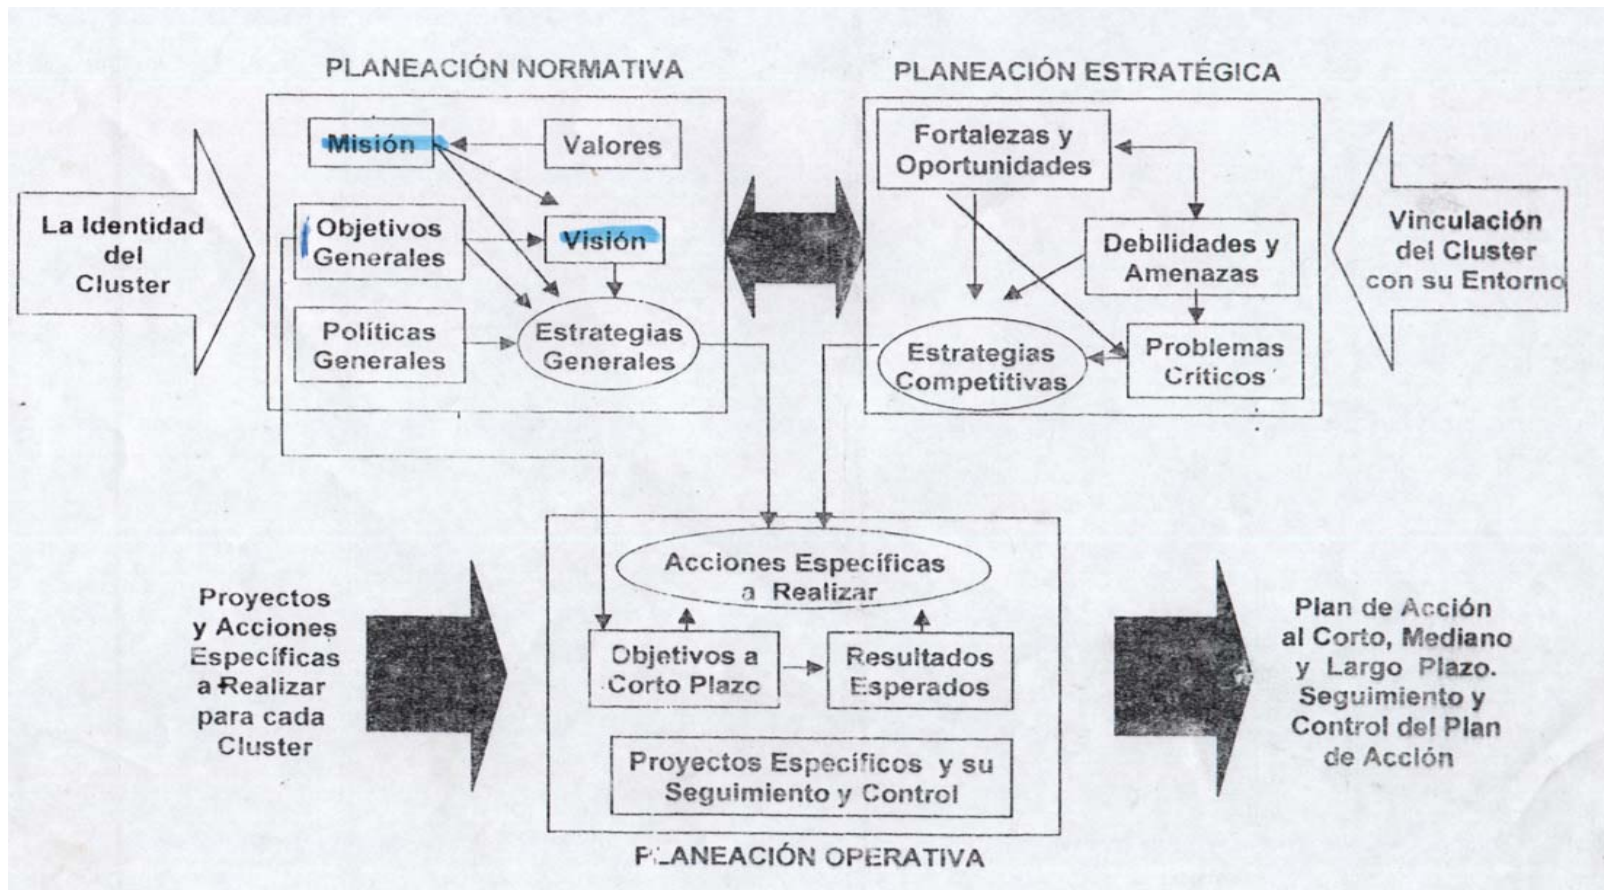 PLANEACIÓN NORMATIVA
PLANEACIÓN ESTRATÉGICA
La Identidad
del
Cluster
Misión
Valores
Objetivos
Generales
Visión
Políticas
Generales
Estrategias
Generales
Fortalezas y
Oportunidades
Debilidades y
Amenazas
Estrategias
Competitivas
Problemas
Críticos
Vinculación
del Cluster
con su Entorno
Proyectos
y Acciones
Específicas
a Realizar
para cada
Cluster
Acciones Específicas
a Realizar
Objetivos a
Corto Plazo
Resultados
Esperados
Proyectos Específicos y su
Seguimiento y Control
PLANEACIÓN OPERATIVA
Plan de Acción
al Corto, Mediano
y Largo Plazo.
Seguimiento y
Control del Plan
de Acción